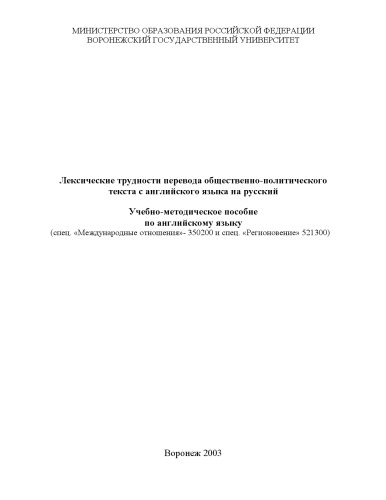 МИНИСТЕРСТВО ОБРАЗОВАНИЯ РОССИЙСКОЙ ФЕДЕРАЦИИ
ВОРОНЕЖСКИЙ ГОСУДАРСТВЕННЫЙ УНИВЕРСИТЕТ
Лексические трудности перевода общественно-политического
текста с английского языка на русский
Учебно-методическое пособие
по английскому языку
(спец. «Международные отношения»- 350200 и спец. «Регионовение» 521300)
Воронеж 2003